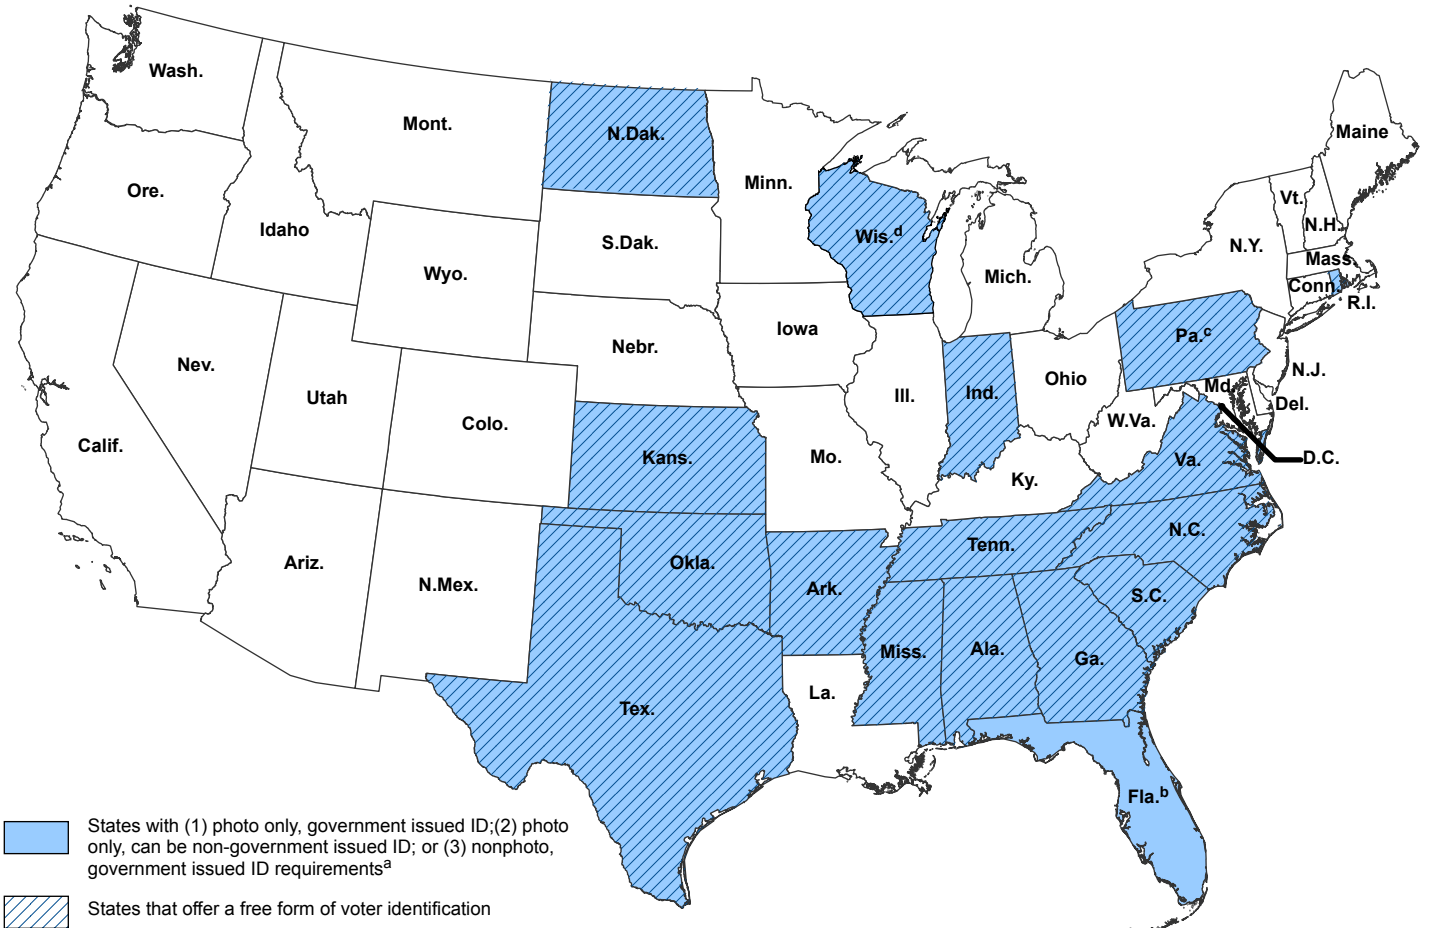 Wash.
Maine
Mont.
N.Dak.
Minn.
Ore.
Vt.
N.H.
Idaho
S.Dak.
Wis.d
N.Y.
Mass.
Wyo.
Mich.
Conn.
R.I.
Iowa
Pa.c
Nebr.
Nev.
N.J.
Ohio
Md.
Ill.
Ind.
Utah
Del.
Colo.
W.Va.
Calif.
Kans.
Mo.
Va.
D.C.
Ky.
N.C.
Tenn.
Ariz.
Okla.
N.Mex.
Ark.
S.C.
Miss.
Ala.
Ga.
La.
Tex.
Fla.b
States with (1) photo only, government issued ID;(2) photo
only, can be non-government issued ID; or (3) nonphoto,
government issued ID requirementsa
States that offer a free form of voter identification